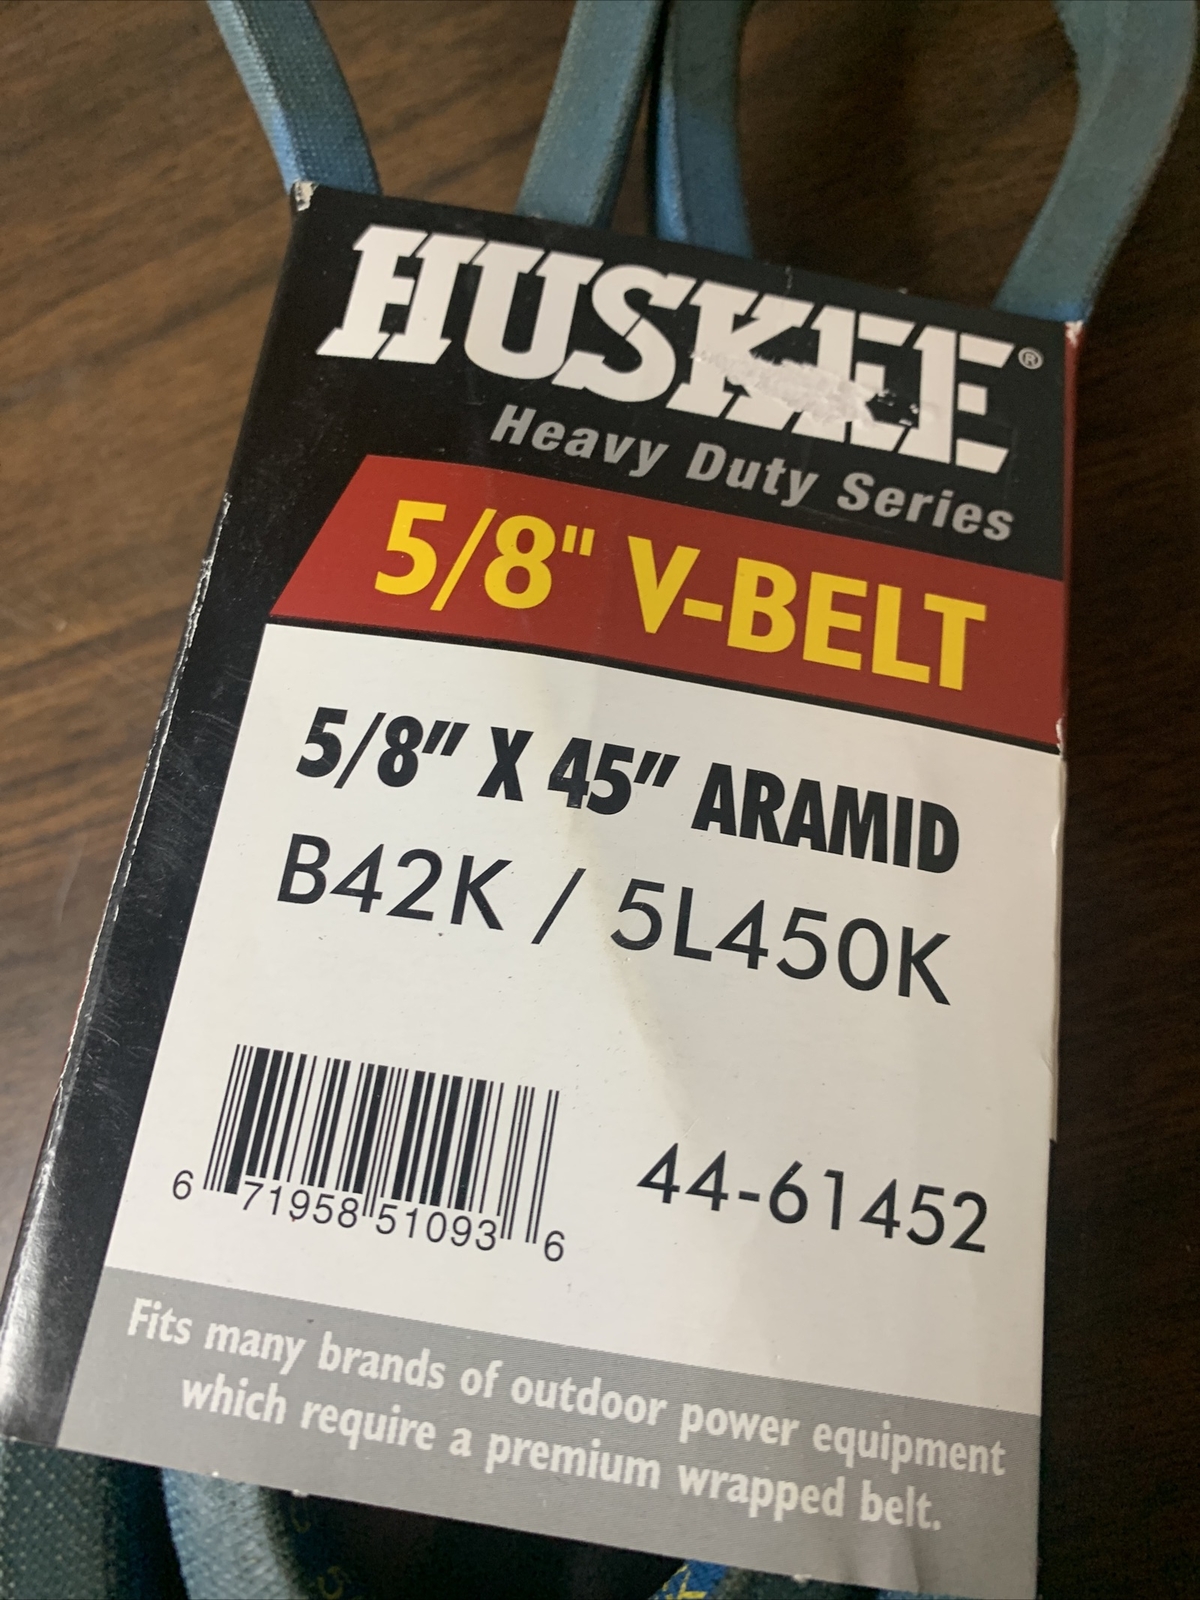 HUSKEE®
Heavy Duty Series
5/8" V-BELT
5/8" X 45" ARAMID
B42K / 5L450K
6 71958 51093 6
44-61452
Fits many brands of outdoor power equipment
which require a premium wrapped belt.